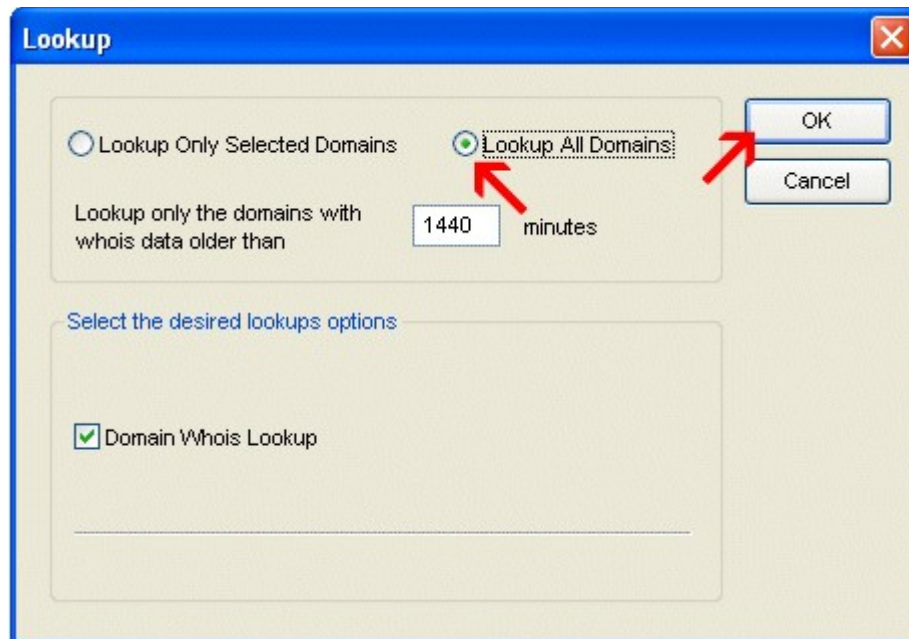 Lookup
Lookup Only Selected Domains
Lookup All Domains
OK
Cancel
Lookup only the domains with
whois data older than
1440
minutes
Select the desired lookups options
Domain Whois Lookup